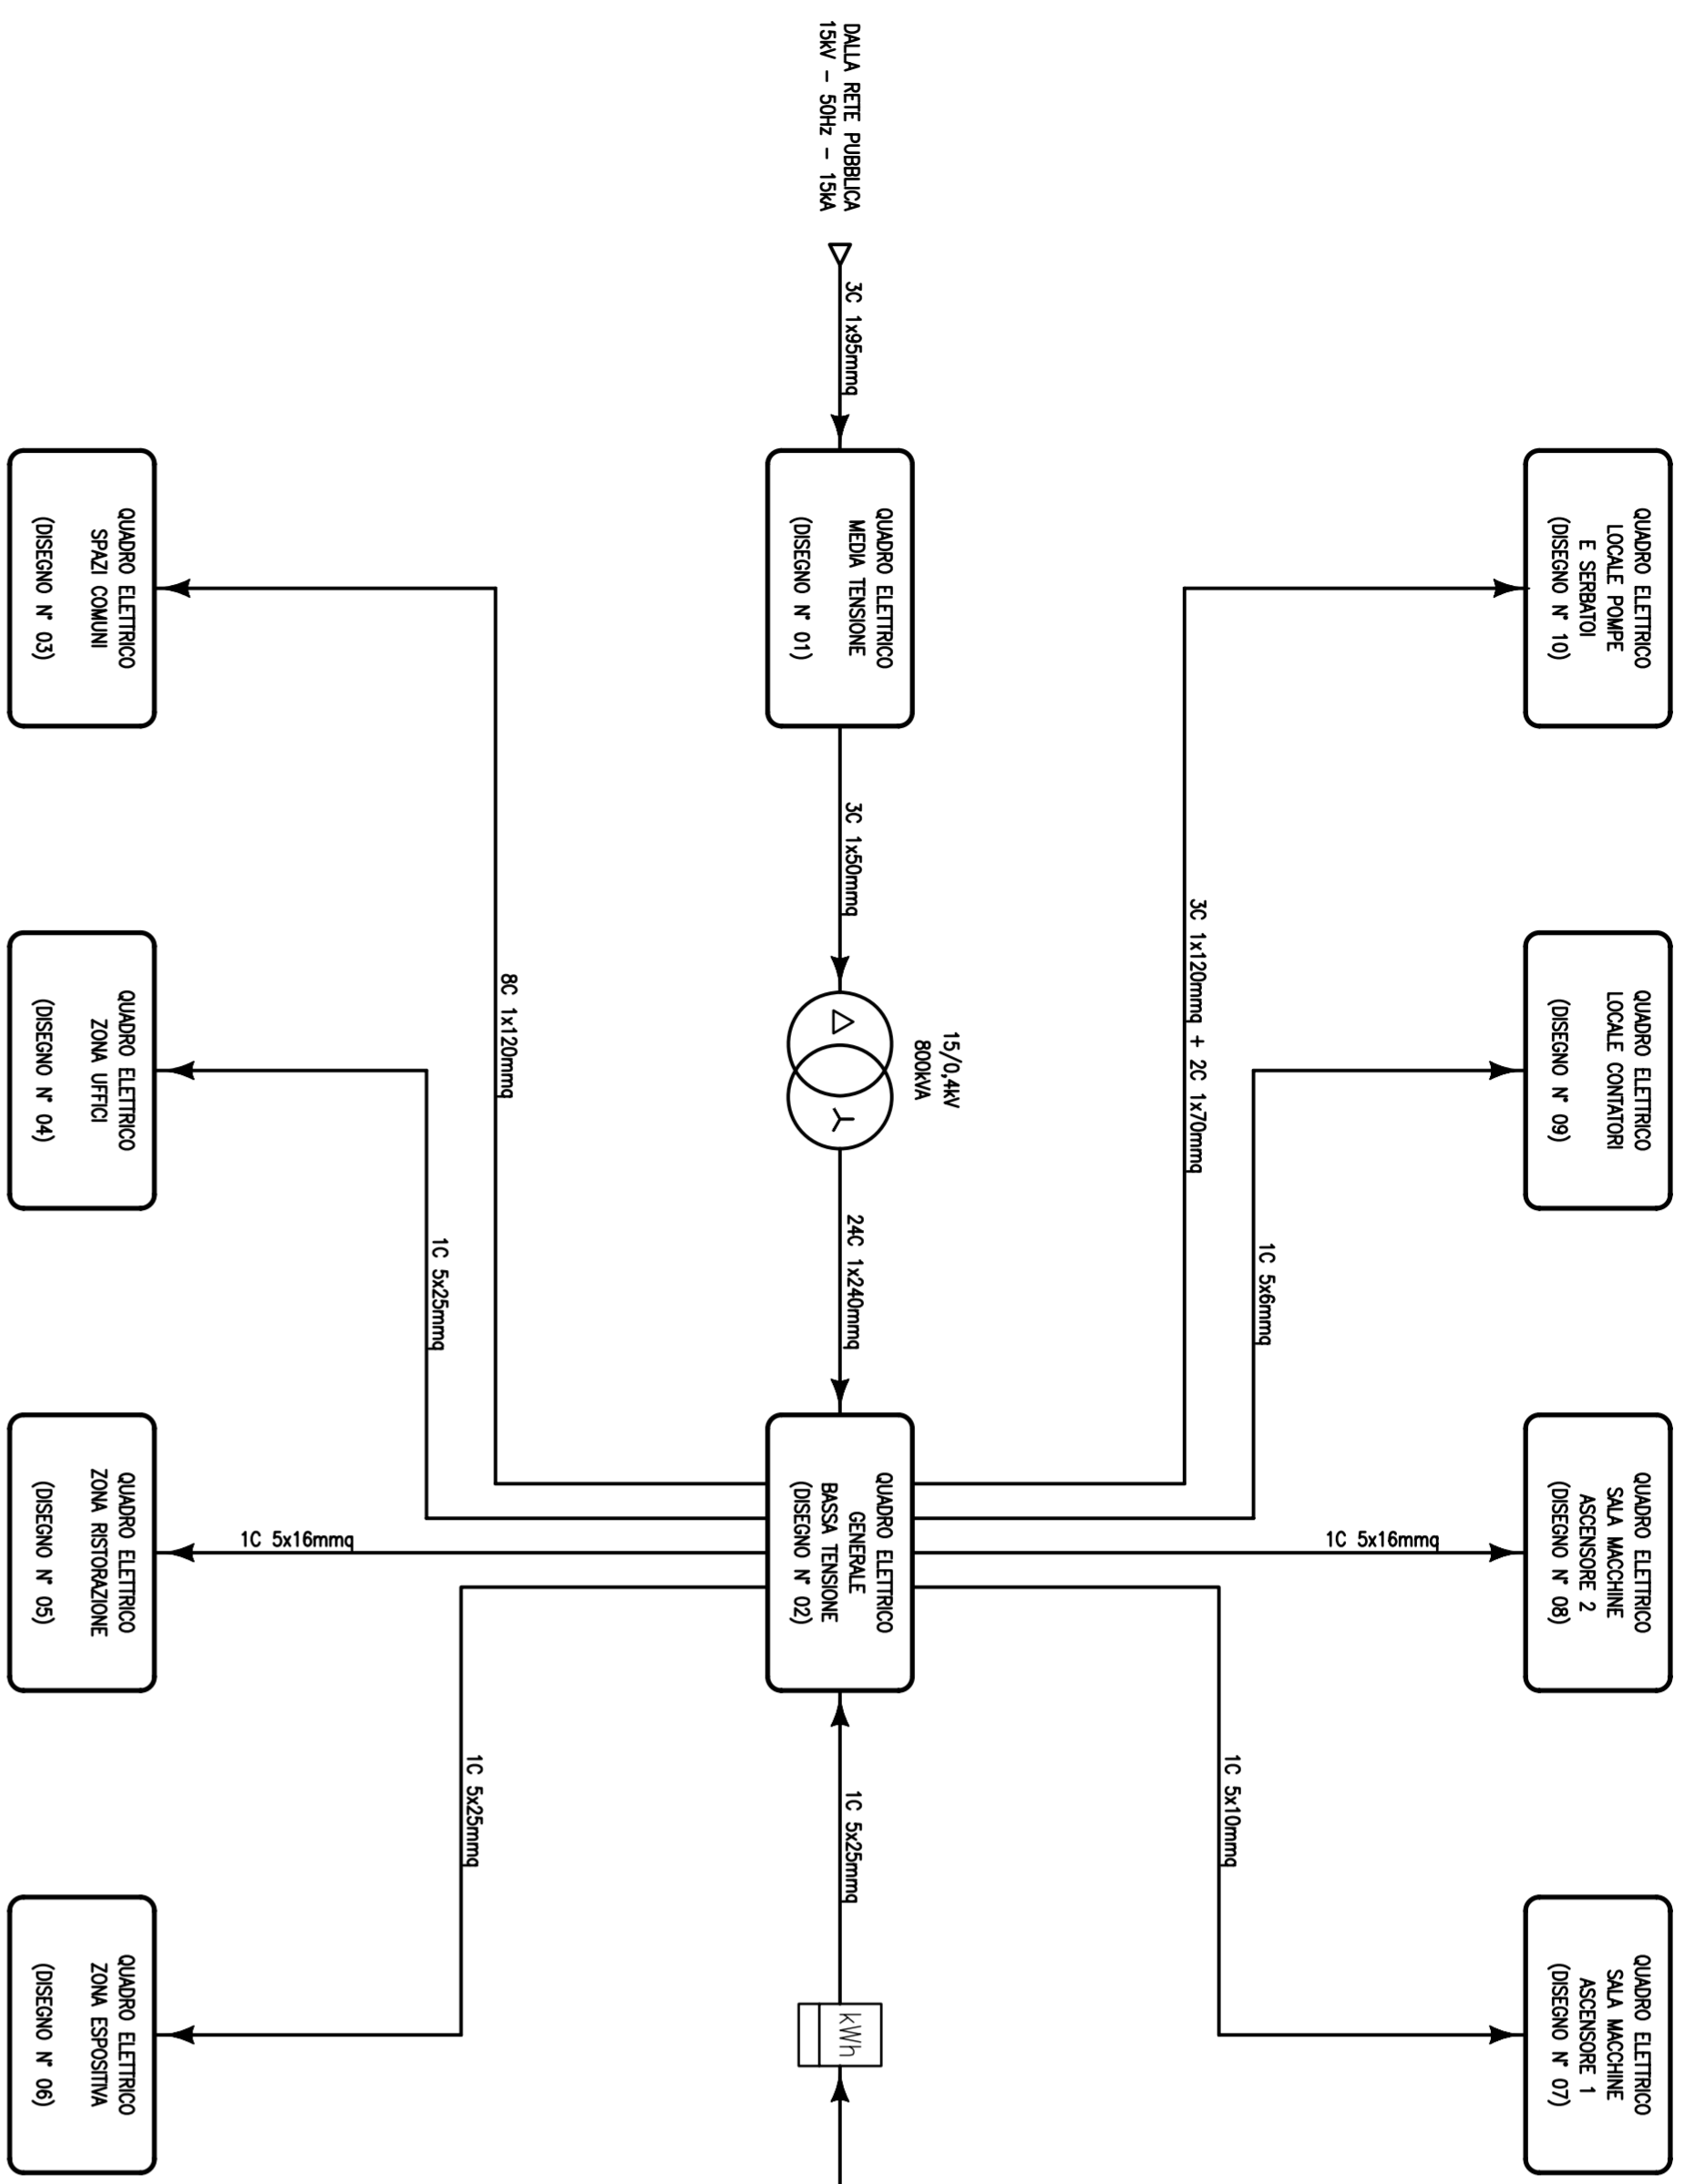 QUADRO ELETTRICO
LOCALE POMPE
E SERBATOI
(DISEGNO N° 10)
QUADRO ELETTRICO
LOCALE CONTATORI
(DISEGNO N° 09)
QUADRO ELETTRICO
SALA MACCHINE
ASCENSORE 2
(DISEGNO N° 08)
QUADRO ELETTRICO
SALA MACCHINE
ASCENSORE 1
(DISEGNO N° 07)
3C 1x120mmq + 2C 1x70mmq
1C 5x6mmq
1C 5x16mmq
1C 5x10mmq
DALLA RETE PUBBLICA
15kV - 50Hz - 15kA
3C 1x95mmq
QUADRO ELETTRICO
MEDIA TENSIONE
(DISEGNO N° 01)
3C 1x50mmq
15/0,4kV
800kVA
24C 1x240mmq
QUADRO ELETTRICO
GENERALE
BASSA TENSIONE
(DISEGNO N° 02)
1C 5x25mmq
kWh
8C 1x120mmq
1C 5x25mmq
1C 5x16mmq
1C 5x25mmq
QUADRO ELETTRICO
SPAZI COMUNI
(DISEGNO N° 03)
QUADRO ELETTRICO
ZONA UFFICI
(DISEGNO N° 04)
QUADRO ELETTRICO
ZONA RISTORAZIONE
(DISEGNO N° 05)
QUADRO ELETTRICO
ZONA ESPOSITIVA
(DISEGNO N° 06)